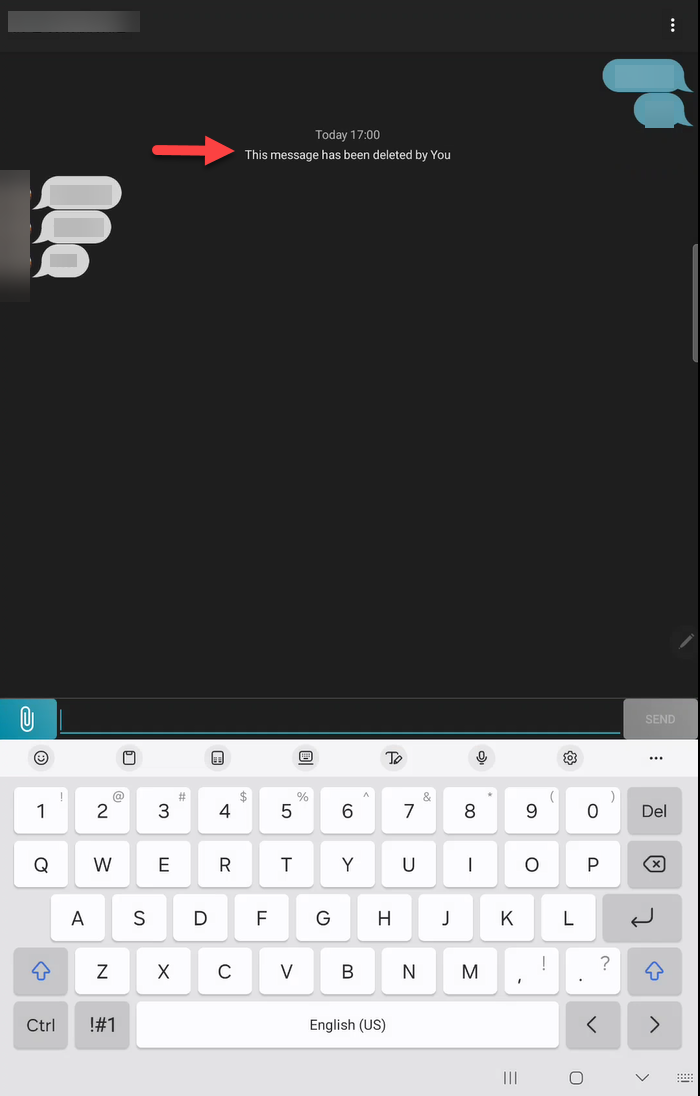 Today 17:00
This message has been deleted by You
SEND
1 ! 2 @ 3 # 4 $ 5 % 6 ^ 7 & 8 * 9 ( 0 ) Del
Q W E R T Y U I O P
A S D F G H J K L
Z X C V B N M , ! . ?
Ctrl !#1 English (US) < >